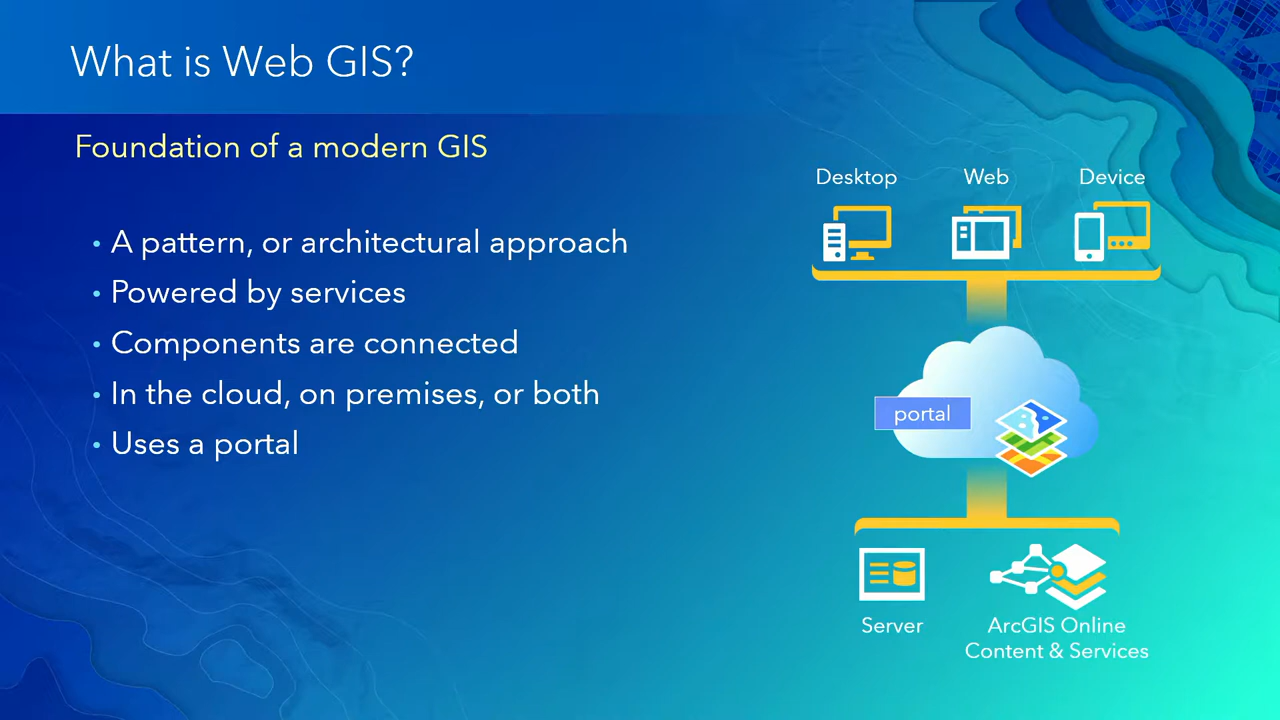 What is Web GIS?
Foundation of a modern GIS
• A pattern, or architectural approach
• Powered by services
• Components are connected
• In the cloud, on premises, or both
• Uses a portal
Desktop
Web
Device
portal
Server
ArcGIS Online
Content & Services